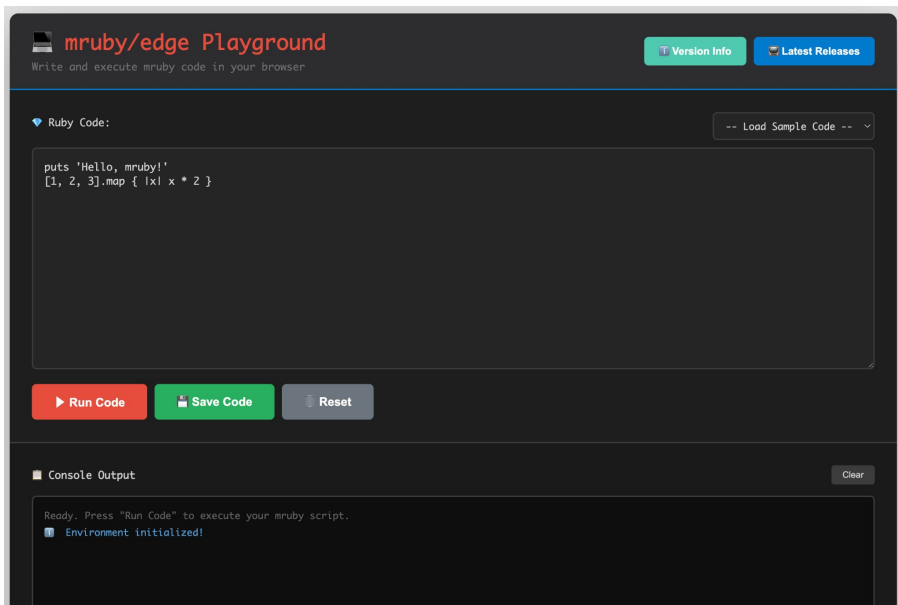 mruby/edge Playground
Write and execute mruby code in your browser
Version Info
Latest Releases
Ruby Code:
-- Load Sample Code --
puts 'Hello, mruby!'
[1, 2, 3].map { |x| x * 2 }
Run Code
Save Code
Reset
Console Output
Clear
Ready. Press "Run Code" to execute your mruby script.
Environment initialized!